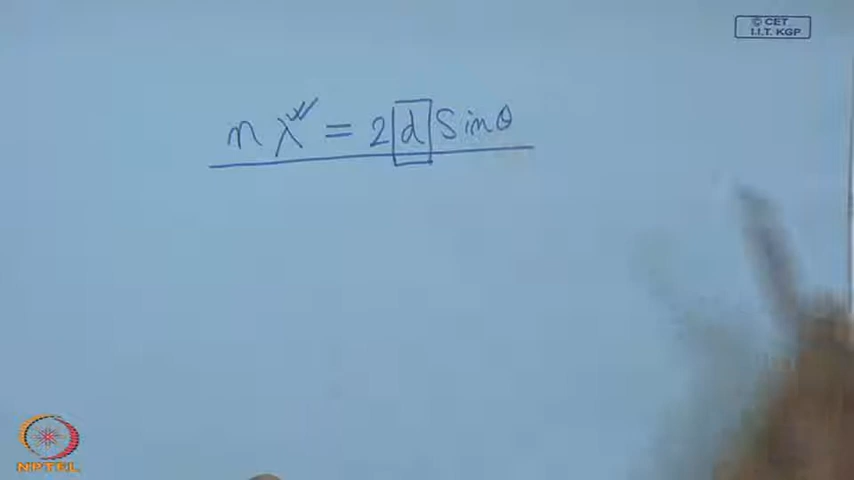 © CET
I.I.T. KGP
nλ = 2d Sinθ
NPTEL